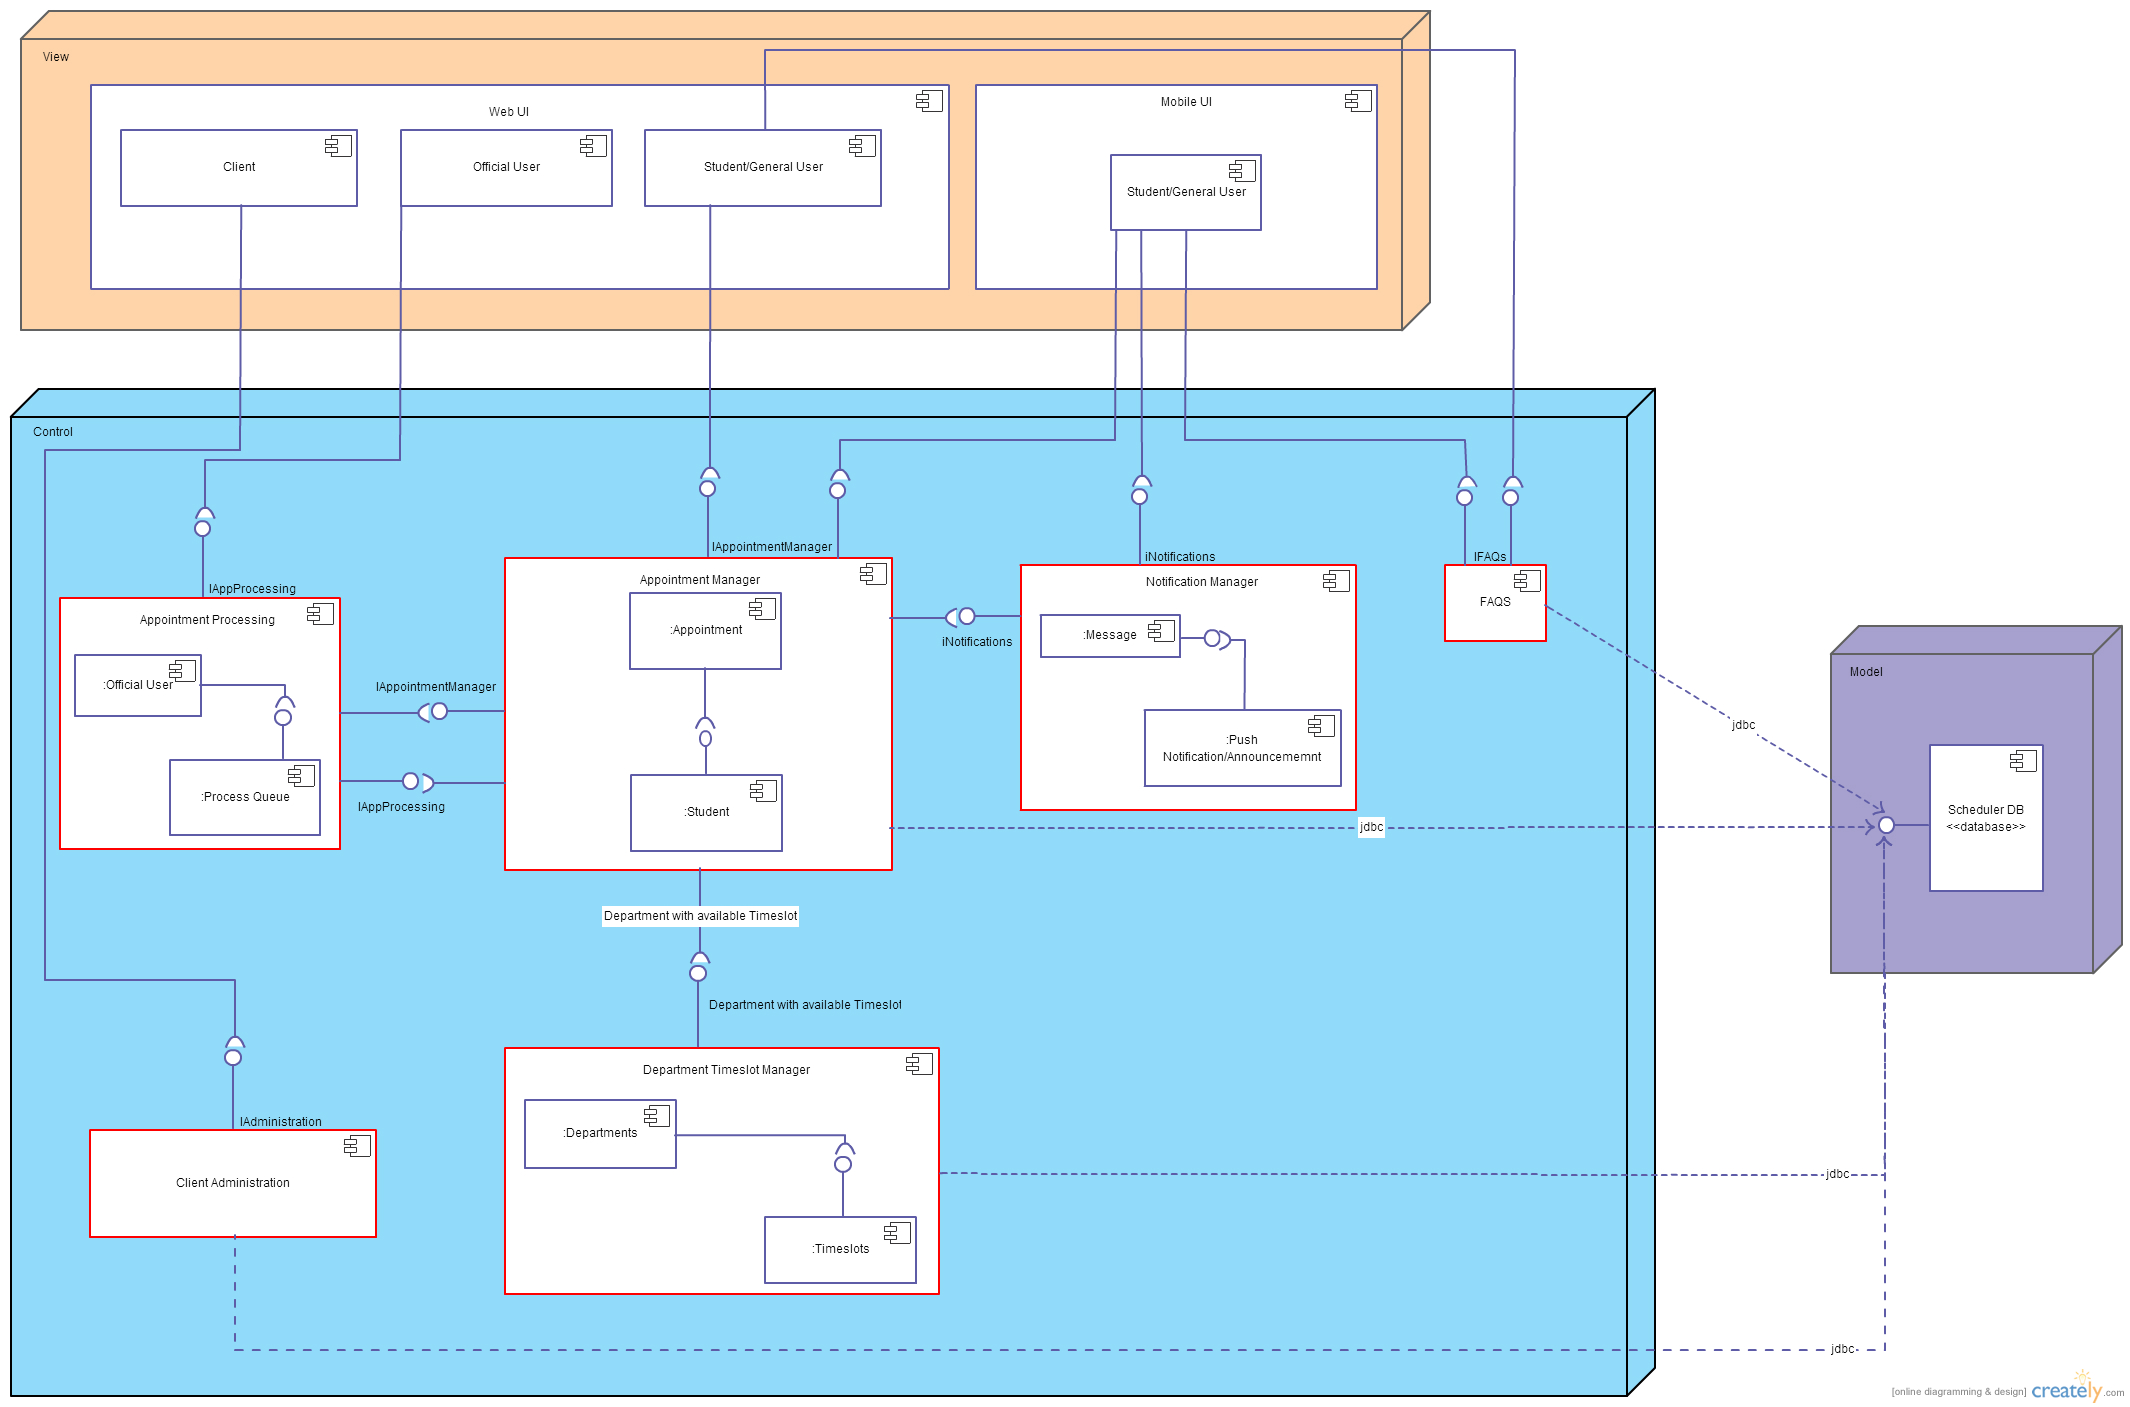 View
Web UI
Mobile UI
Client
Official User
Student/General User
Student/General User
Control
IAppointmentManager
iNotifications
IFAQs
IAppProcessing
Appointment Manager
Notification Manager
FAQS
Appointment Processing
:Appointment
:Message
iNotifications
:Official User
IAppointmentManager
Model
jdbc
:Push
Notification/Announcememnt
:Process Queue
IAppProcessing
:Student
jdbc
Scheduler DB
<<database>>
Department with available Timeslot
Department with available Timeslot
Department Timeslot Manager
IAdministration
:Departments
Client Administration
jdbc
:Timeslots
jdbc
[online diagramming & design] creately.com